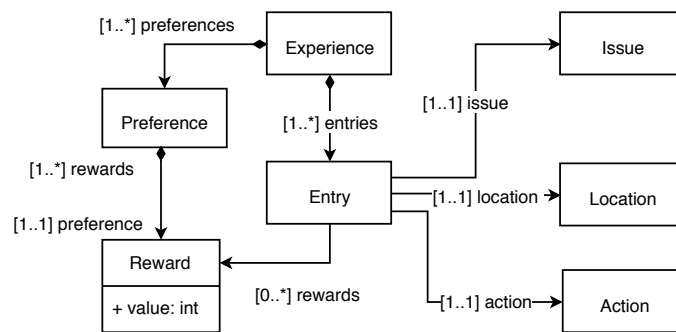 [1..*] preferences
Experience
Issue
[1..1] issue
Preference
[1..*] entries
[1..*] rewards
Entry
[1..1] location
Location
[1..1] preference
Reward
+ value: int
[0..*] rewards
[1..1] action
Action